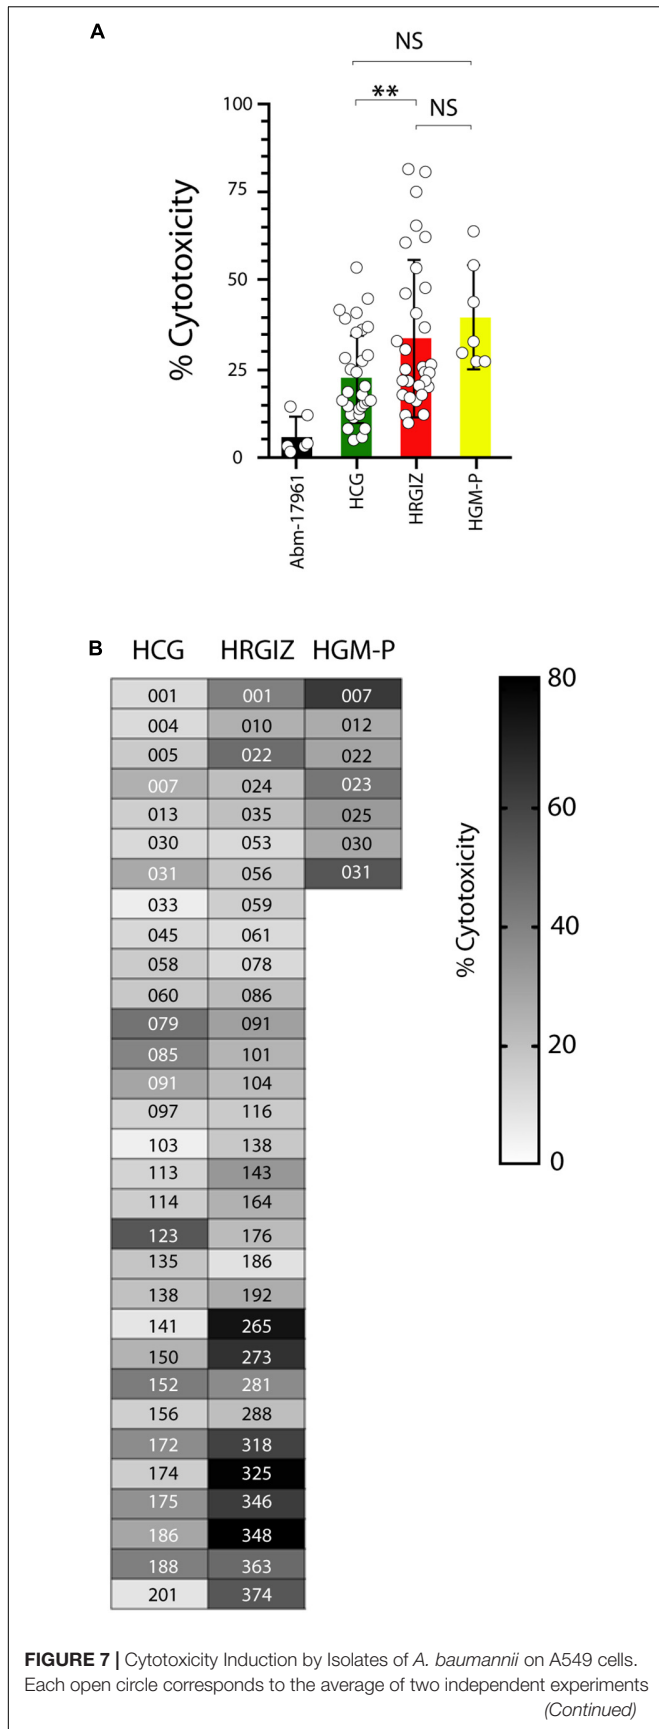 A
NS
**
NS
100
75
50
25
0
% Cytotoxicity
Abm-17961
HCG
HRGIZ
HGM-P
B
HCG HRGIZ HGM-P
001 001 007
004 010 012
005 022 022
007 024 023
013 035 025
030 053 030
031 056 031
033 059
045 061
058 078
060 086
079 091
085 101
091 104
097 116
103 138
113 143
114 164
123 176
135 186
138 192
141 265
150 273
152 281
156 288
172 318
174 325
175 346
186 348
188 363
201 374
80
60
40
20
0
% Cytotoxicity
FIGURE 7 | Cytotoxicity Induction by Isolates of A. baumannii on A549 cells.
Each open circle corresponds to the average of two independent experiments
(Continued)